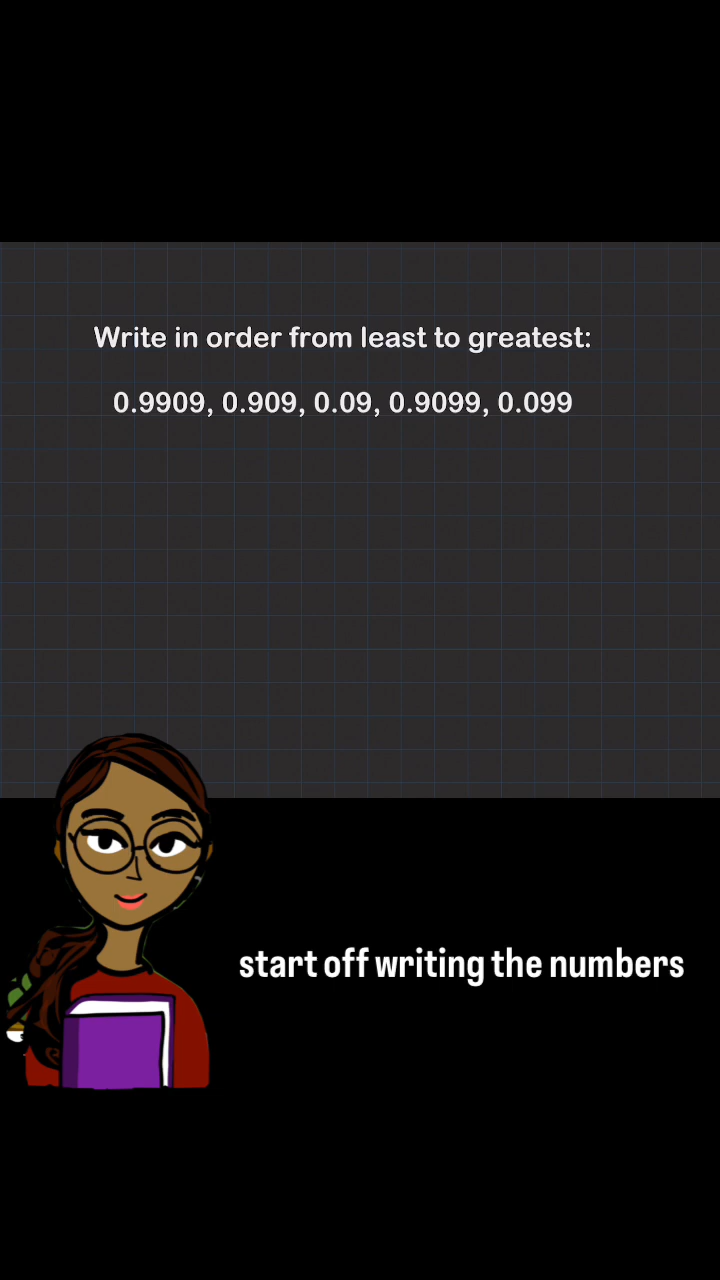 Write in order from least to greatest:
0.9909, 0.909, 0.09, 0.9099, 0.099
start off writing the numbers